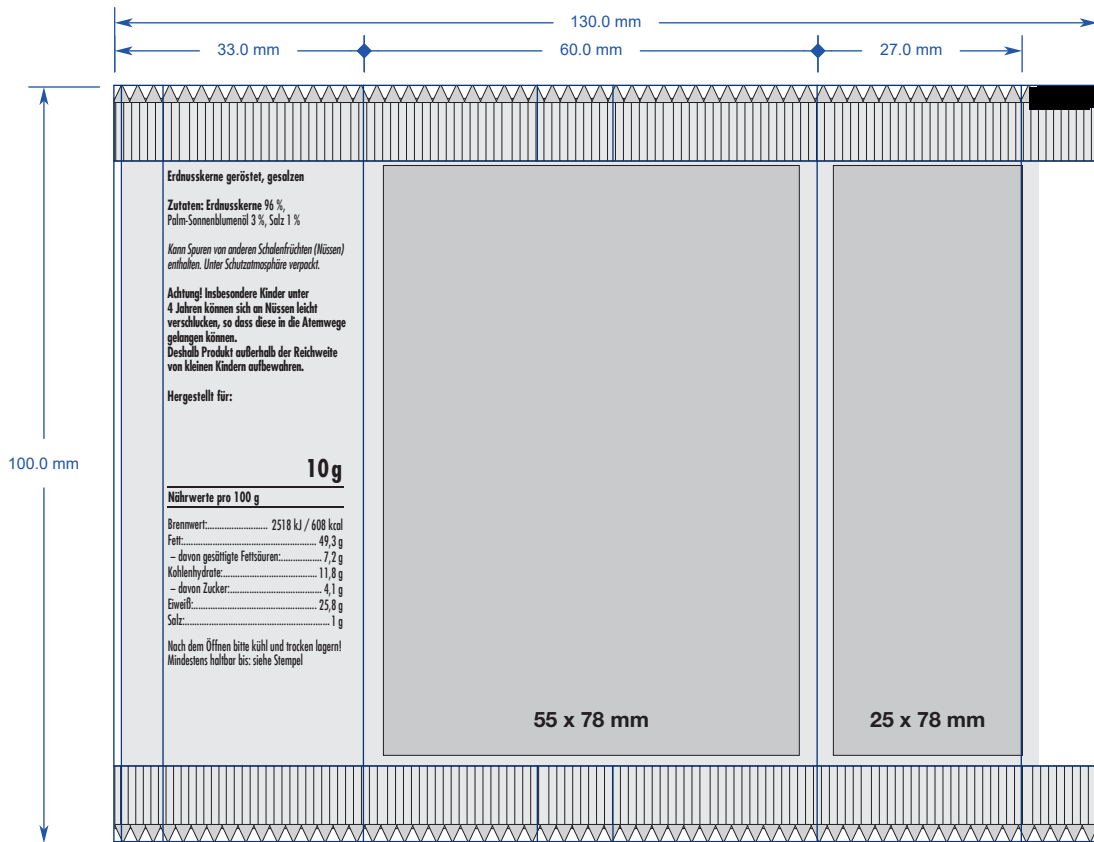 130.0 mm
33.0 mm
60.0 mm
27.0 mm
100.0 mm
Erdnusskerne geröstet, gesalzen
Zutaten: Erdnusskerne 96 %,
Palm-Sonnenblumenöl 3 %, Salz 1 %
Kann Spuren von anderen Schalenfrüchten (Nüssen)
enthalten. Unter Schutzatmosphäre verpackt.
Achtung! Insbesondere Kinder unter
4 Jahren können sich an Nüssen leicht
verschlucken, so dass diese in die Atemwege
gelangen können.
Deshalb Produkt außerhalb der Reichweite
von kleinen Kindern aufbewahren.
Hergestellt für:
10 g
Nährwerte pro 100 g
Brennwert:........................ 2518 kJ / 608 kcal
Fett:..................................................... 49,3 g
– davon gesättigte Fettsäuren:................ 7,2 g
Kohlenhydrate:..................................... 11,8 g
– davon Zucker:.................................... 4,1 g
Eiweiß:................................................. 25,8 g
Salz:......................................................... 1 g
Nach dem Öffnen bitte kühl und trocken lagern!
Mindestens haltbar bis: siehe Stempel
55 x 78 mm
25 x 78 mm